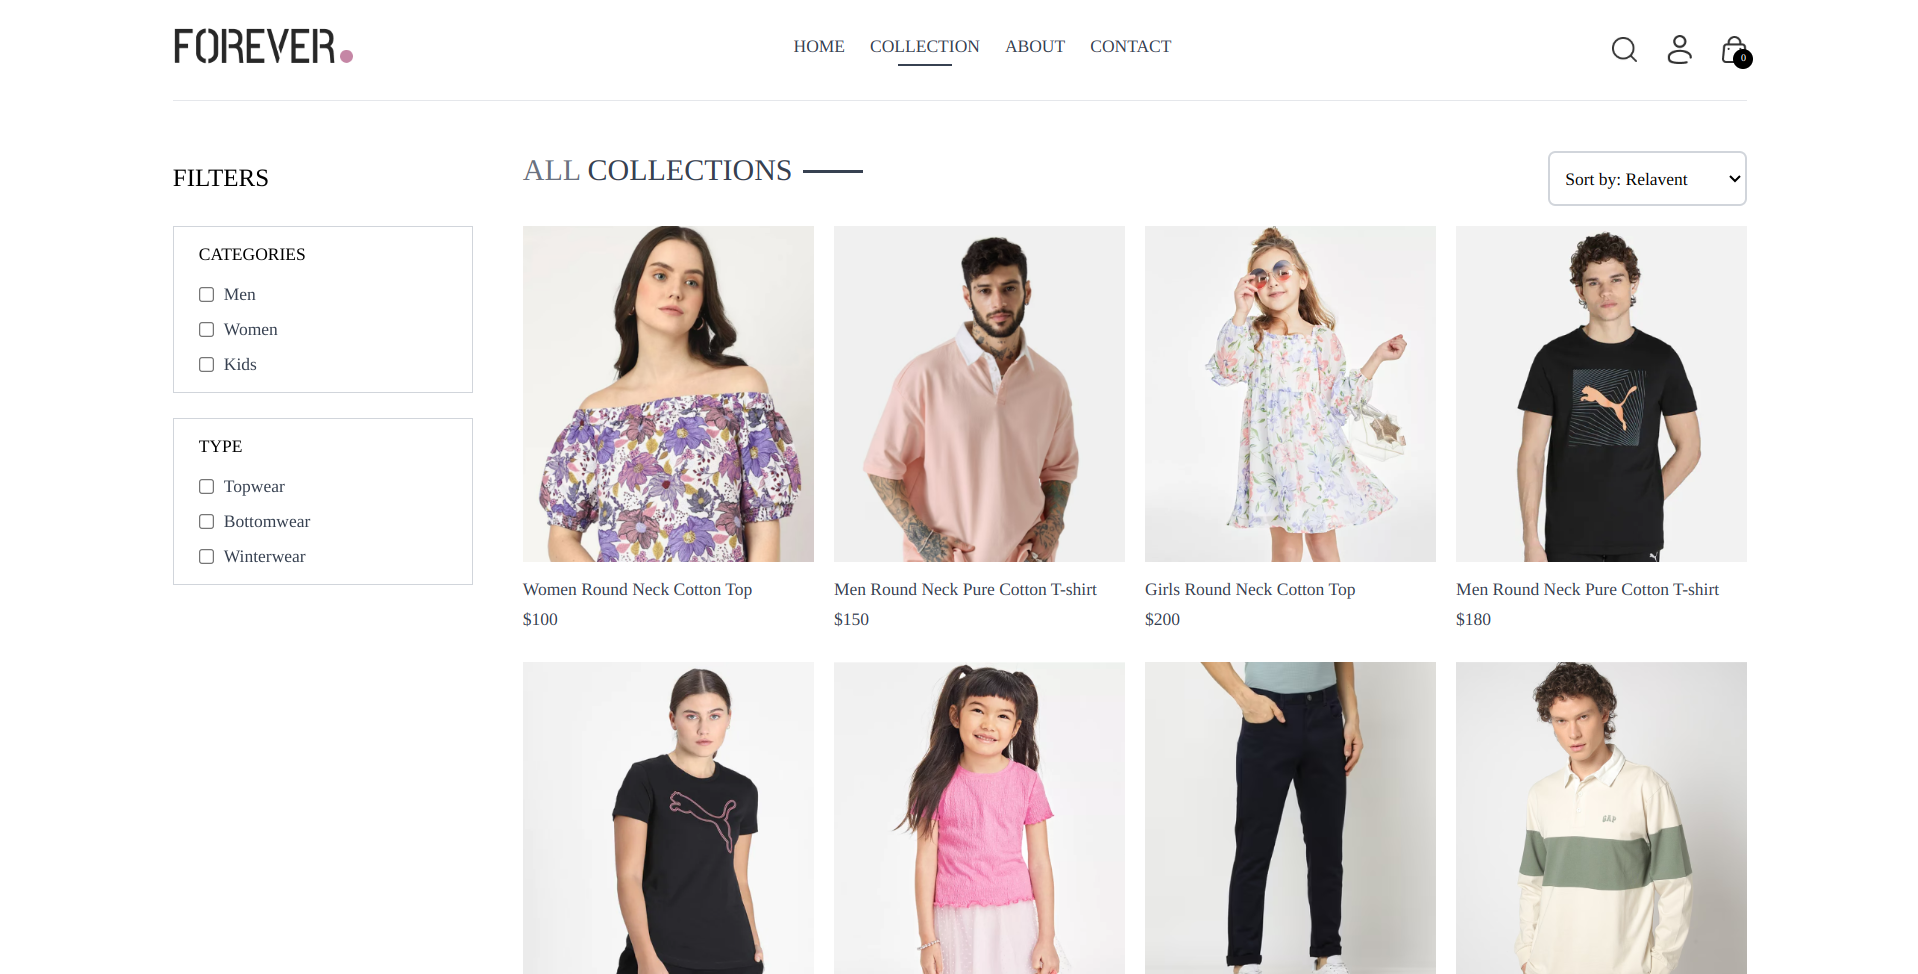 FOREVER.
HOME COLLECTION ABOUT CONTACT
0
FILTERS
CATEGORIES
Men
Women
Kids
TYPE
Topwear
Bottomwear
Winterwear
ALL COLLECTIONS
Sort by: Relavent
Women Round Neck Cotton Top
$100
Men Round Neck Pure Cotton T-shirt
$150
Girls Round Neck Cotton Top
$200
Men Round Neck Pure Cotton T-shirt
$180
GAP